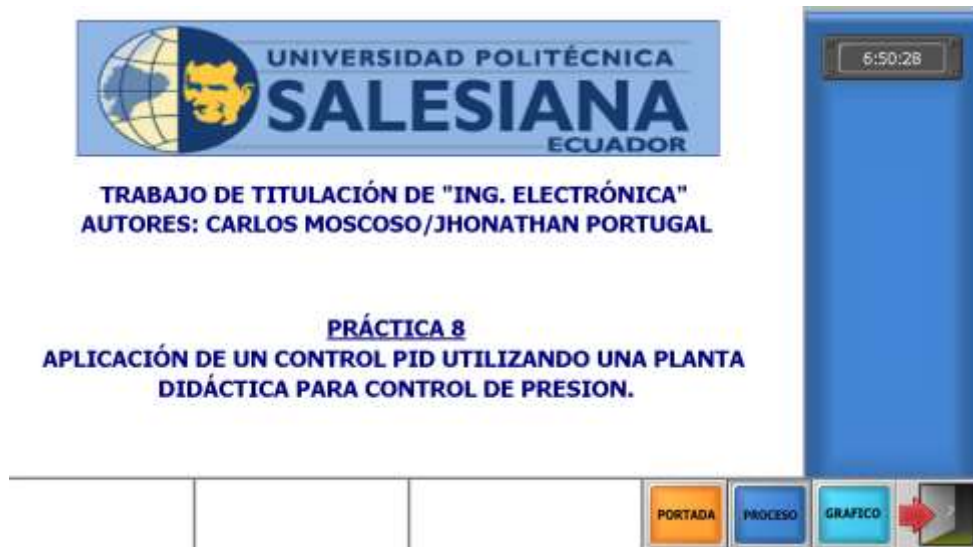 UNIVERSIDAD POLITÉCNICA
SALESIANA
ECUADOR
6:50:28
TRABAJO DE TITULACIÓN DE "ING. ELECTRÓNICA"
AUTORES: CARLOS MOSCOSO/JHONATHAN PORTUGAL
PRÁCTICA 8
APLICACIÓN DE UN CONTROL PID UTILIZANDO UNA PLANTA
DIDÁCTICA PARA CONTROL DE PRESION.
PORTADA
PROCESO
GRAFICO